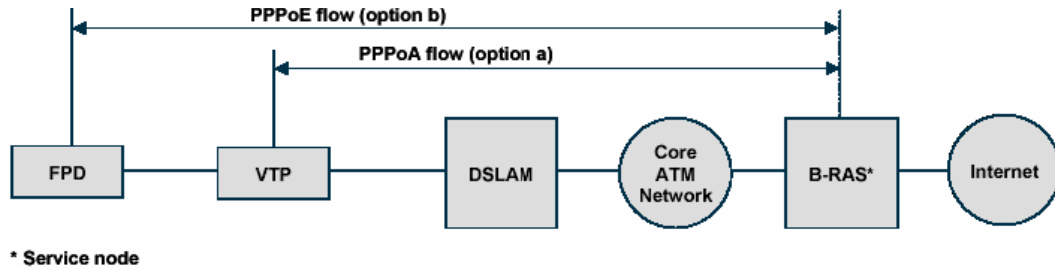 PPPoE flow (option b)
PPPoA flow (option a)
FPD
VTP
DSLAM
Core
ATM
Network
B-RAS*
Internet
* Service node